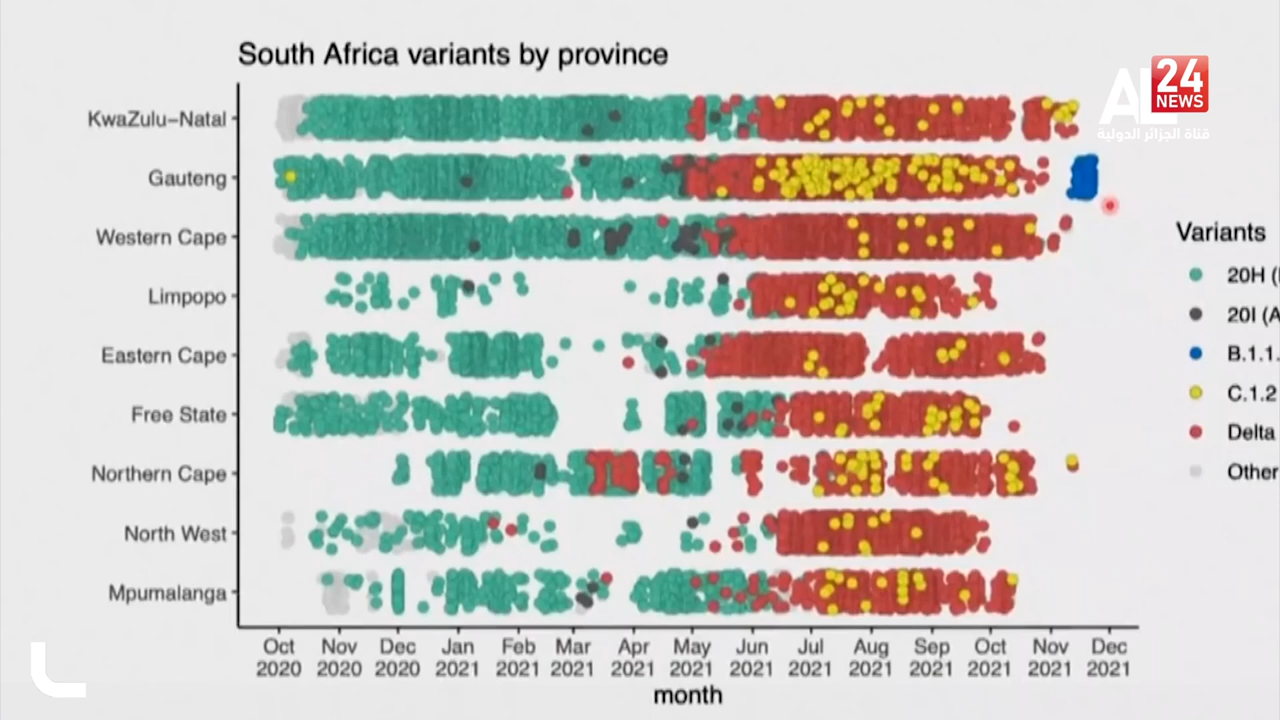 South Africa variants by province
AL
24
NEWS
قناة الجزائر الدولية
KwaZulu–Natal
Gauteng
Western Cape
Limpopo
Eastern Cape
Free State
Northern Cape
North West
Mpumalanga
Variants
20H (
20I (A
B.1.1.
C.1.2
Delta
Other
Oct Nov Dec Jan Feb Mar Apr May Jun Jul Aug Sep Oct Nov Dec
2020 2020 2020 2021 2021 2021 2021 2021 2021 2021 2021 2021 2021 2021 2021
month